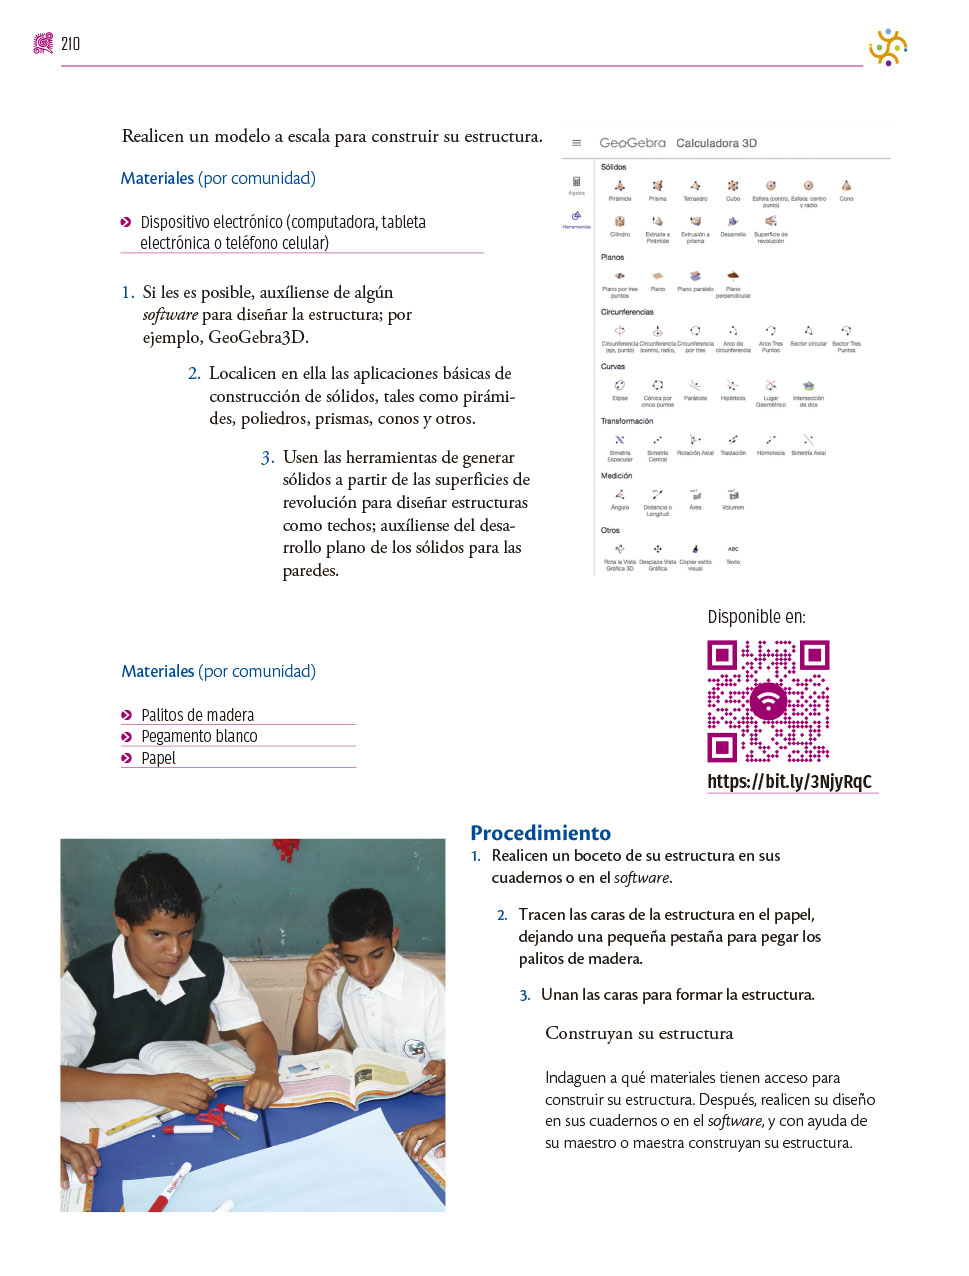 210
Realicen un modelo a escala para construir su estructura.
Materiales (por comunidad)
Dispositivo electrónico (computadora, tableta
electrónica o teléfono celular)
1. Si les es posible, auxíliense de algún
software para diseñar la estructura; por
ejemplo, GeoGebra3D.
2. Localicen en ella las aplicaciones básicas de
construcción de sólidos, tales como pirámi-
des, poliedros, prismas, conos y otros.
3. Usen las herramientas de generar
sólidos a partir de las superficies de
revolución para diseñar estructuras
como techos; auxíliense del desa-
rrollo plano de los sólidos para las
paredes.
GeoGebra Calculadora 3D
Álgebra
Herramientas
Sólidos
Pirámide Prisma Tetraedro Cubo Esfera (centro, punto) Esfera: centro y radio Cono
Cilindro Extrude a Pirámide Extrusión a prisma Desarrollo Superficie de revolución
Planos
Plano por tres puntos Plano Plano paralelo Plano perpendicular
Circunferencias
Circunferencia (eje, punto) Circunferencia (centro, radio, Circunferencia por tres Arco de circunferencia Arco Tres Puntos Sector circular Sector Tres Puntos
Curvas
Elipse Cónica por cinco puntos Parábola Hipérbola Lugar Geométrico Intersección de dos
Transformación
Simetría Especular Simetría Central Rotación Axial Traslación Homotecia Simetría Axial
Medición
Ángulo Distancia o Longitud Área Volumen
Otros
ABC
Rota la Vista Gráfica 3D Desplaza Vista Gráfica Copiar estilo visual Texto
Disponible en:
https://bit.ly/3NjyRqC
Materiales (por comunidad)
Palitos de madera
Pegamento blanco
Papel
Procedimiento
1. Realicen un boceto de su estructura en sus
cuadernos o en el software.
2. Tracen las caras de la estructura en el papel,
dejando una pequeña pestaña para pegar los
palitos de madera.
3. Unan las caras para formar la estructura.
Construyan su estructura
Indaguen a qué materiales tienen acceso para
construir su estructura. Después, realicen su diseño
en sus cuadernos o en el software, y con ayuda de
su maestro o maestra construyan su estructura.